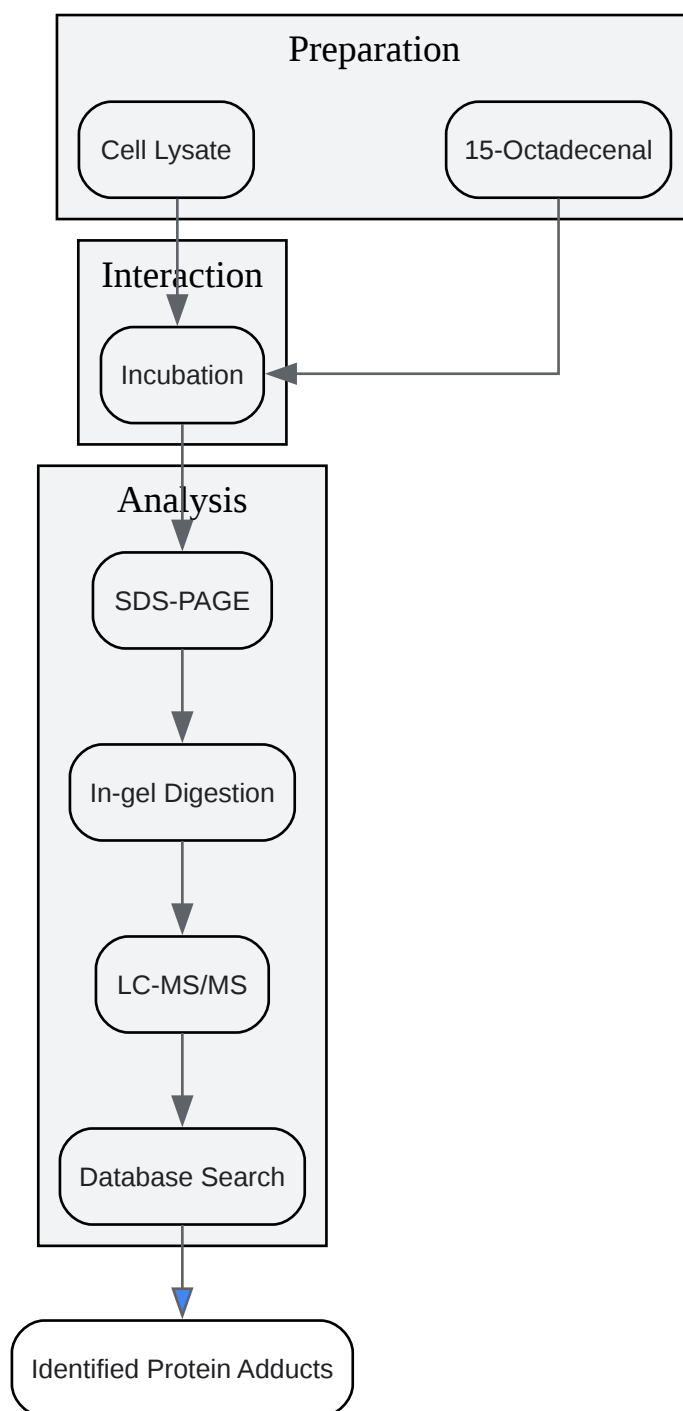 Preparation
Cell Lysate
15-Octadecenal
Interaction
Incubation
Analysis
SDS-PAGE
In-gel Digestion
LC-MS/MS
Database Search
Identified Protein Adducts